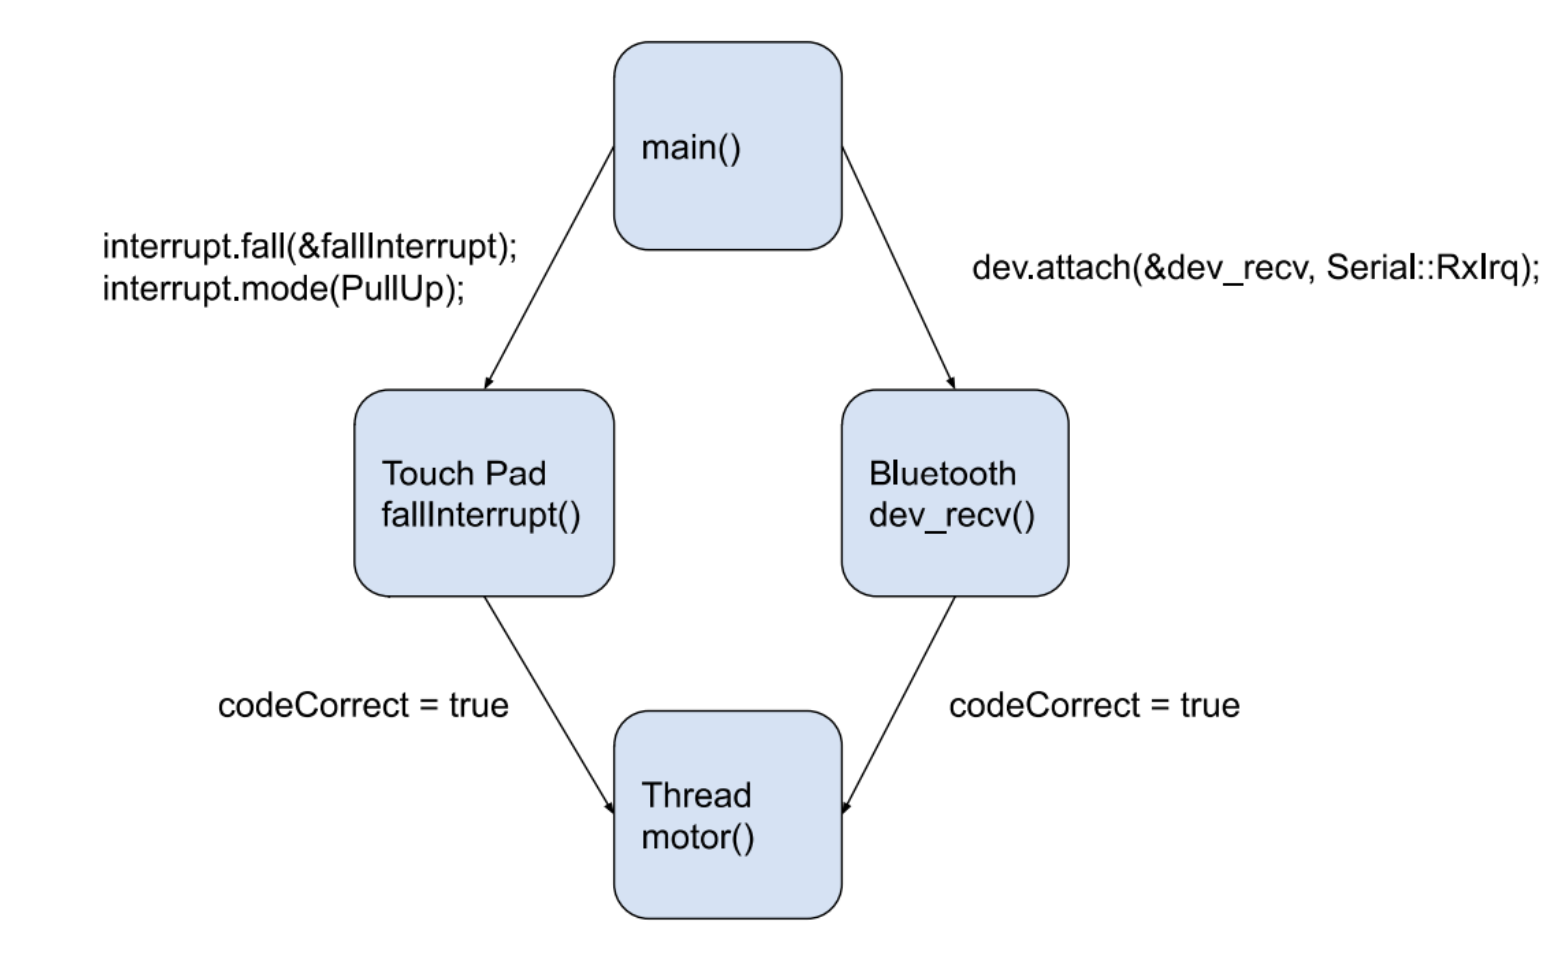 main()
interrupt.fall(&fallInterrupt);
interrupt.mode(PullUp);
dev.attach(&dev_recv, Serial::RxIrq);
Touch Pad
fallInterrupt()
Bluetooth
dev_recv()
codeCorrect = true
codeCorrect = true
Thread
motor()